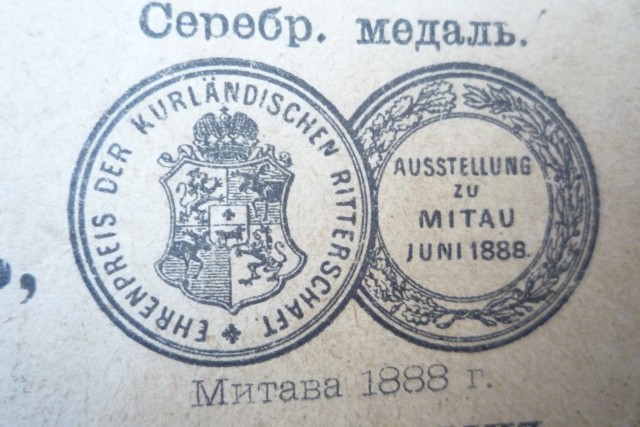 Серебр. медаль.
EHRENPREIS DER KURLÄNDISCHEN RITTERSCHAFT
AUSSTELLUNG
ZU
MITAU
JUNI 1888.
Митава 1888 г.